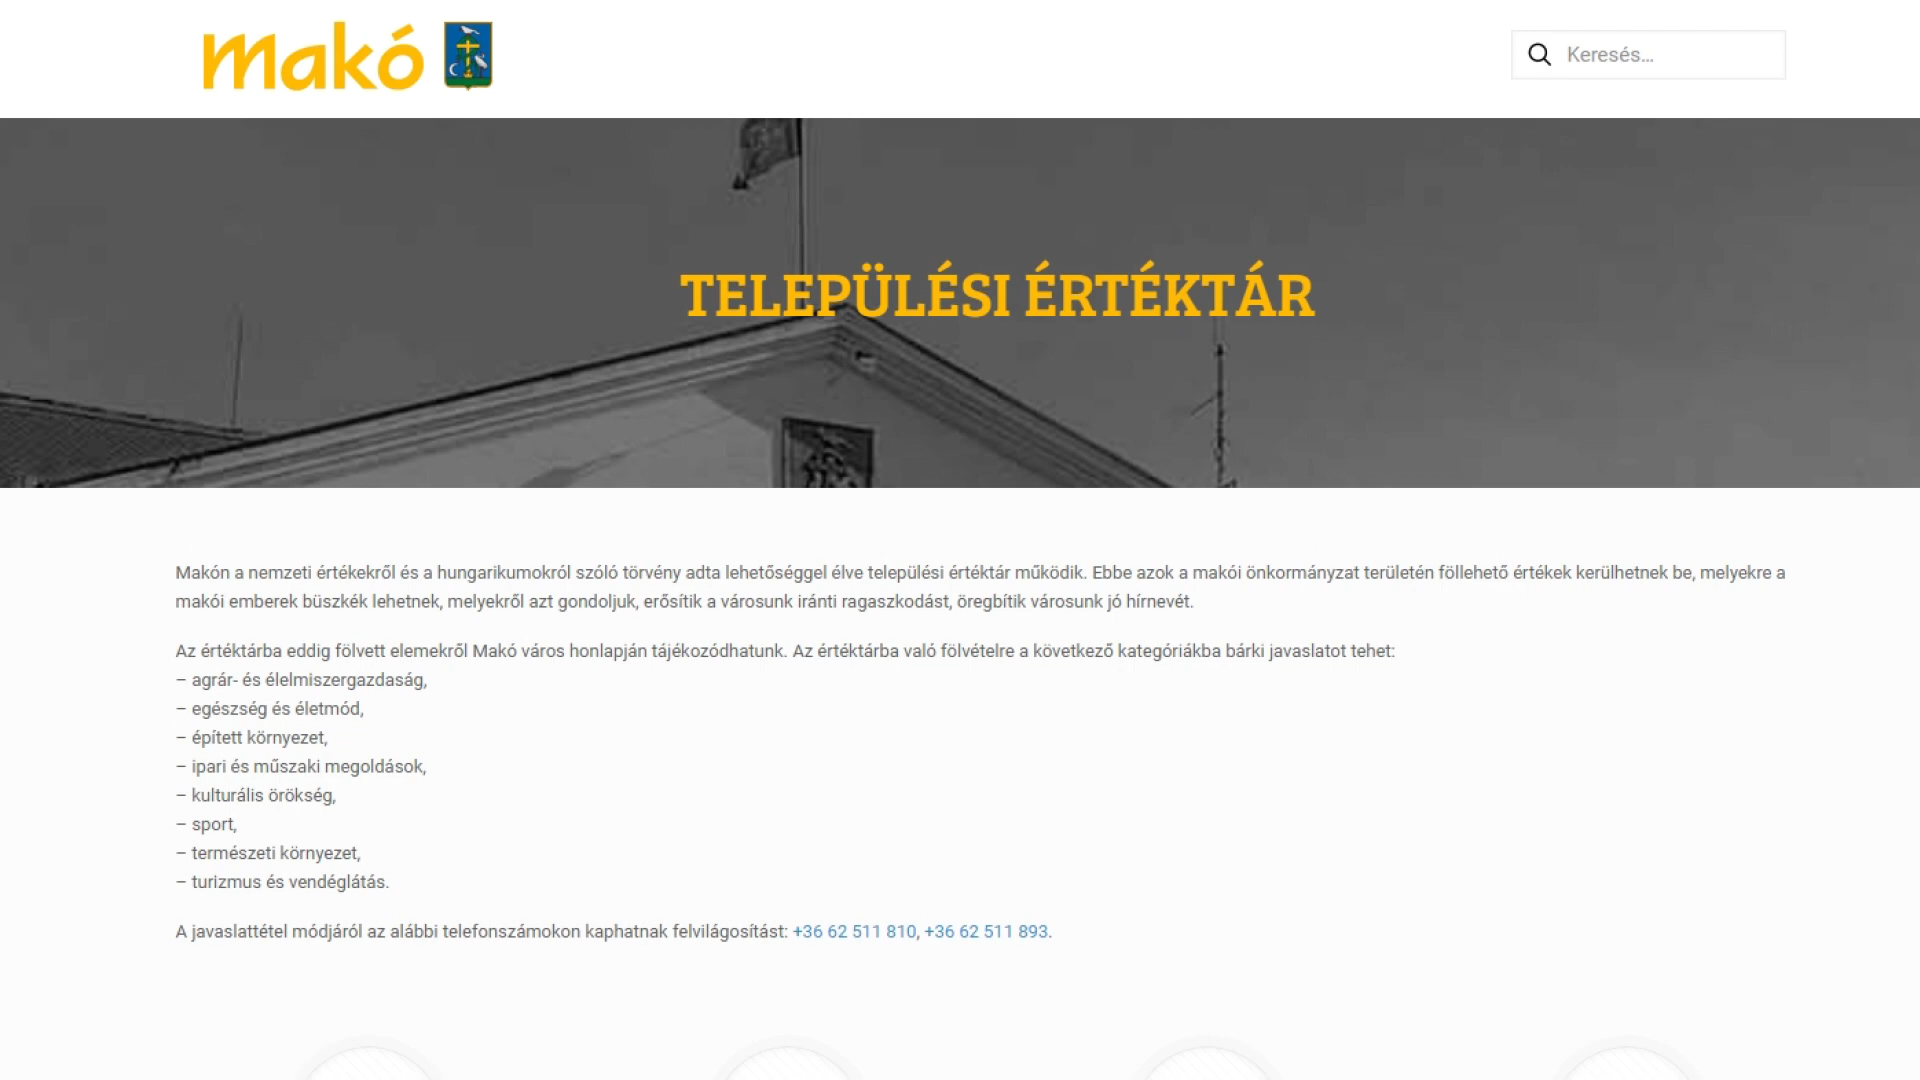 makó
Keresés...
TELEPÜLÉSI ÉRTÉKTÁR
Makón a nemzeti értékekről és a hungarikumokról szóló törvény adta lehetőséggel élve települési értéktár működik. Ebbe azok a makói önkormányzat területén föllehető értékek kerülhetnek be, melyekre a
makói emberek büszkék lehetnek, melyekről azt gondoljuk, erősítik a városunk iránti ragaszkodást, öregbítik városunk jó hírnevét.
Az értéktárba eddig fölvett elemekről Makó város honlapján tájékozódhatunk. Az értéktárba való fölvételre a következő kategóriákba bárki javaslatot tehet:
– agrár- és élelmiszergazdaság,
– egészség és életmód,
– épített környezet,
– ipari és műszaki megoldások,
– kulturális örökség,
– sport,
– természeti környezet,
– turizmus és vendéglátás.
A javaslattétel módjáról az alábbi telefonszámokon kaphatnak felvilágosítást: +36 62 511 810, +36 62 511 893.